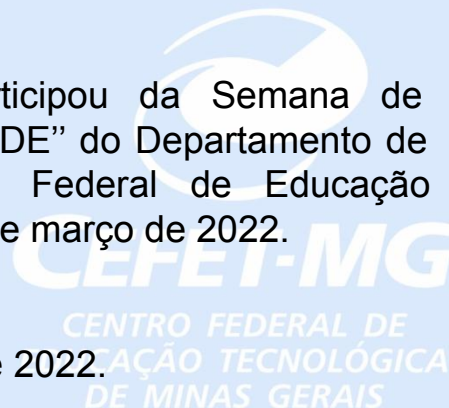 ticipou da Semana de
DE’’ do Departamento de
Federal de Educação
e março de 2022.
CEFET-MG
CENTRO FEDERAL DE
EDUCAÇÃO TECNOLÓGICA
2022.
DE MINAS GERAIS